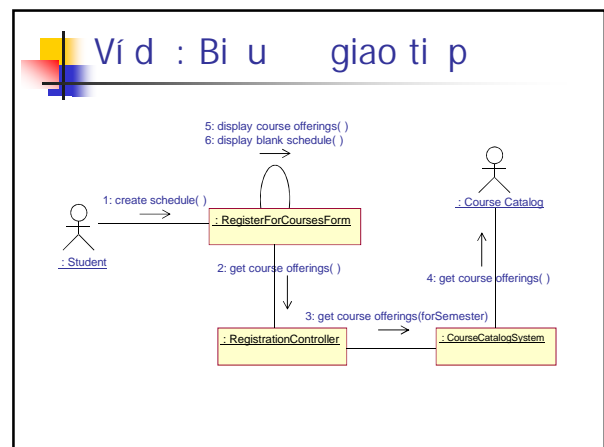 Ví d : Bi u giao ti p
5: display course offerings( )
6: display blank schedule( )
1: create schedule( )
: Course Catalog
: RegisterForCoursesForm
: Student
2: get course offerings( )
4: get course offerings( )
3: get course offerings(forSemester)
: RegistrationController
: CourseCatalogSystem